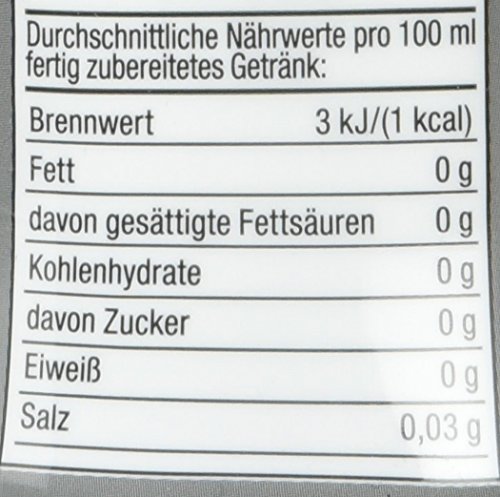 Durchschnittliche Nährwerte pro 100 ml
fertig zubereitetes Getränk:
Brennwert 3 kJ/(1 kcal)
Fett 0 g
davon gesättigte Fettsäuren 0 g
Kohlenhydrate 0 g
davon Zucker 0 g
Eiweiß 0 g
Salz 0,03 g